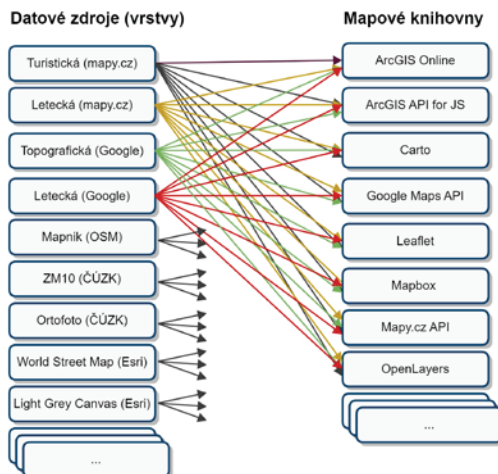 Datové zdroje (vrstvy)
Turistická (mapy.cz)
Letecká (mapy.cz)
Topografická (Google)
Letecká (Google)
Mapnik (OSM)
ZM10 (ČÚZK)
Ortofoto (ČÚZK)
World Street Map (Esri)
Light Grey Canvas (Esri)
...
Mapové knihovny
ArcGIS Online
ArcGIS API for JS
Carto
Google Maps API
Leaflet
Mapbox
Mapy.cz API
OpenLayers
...